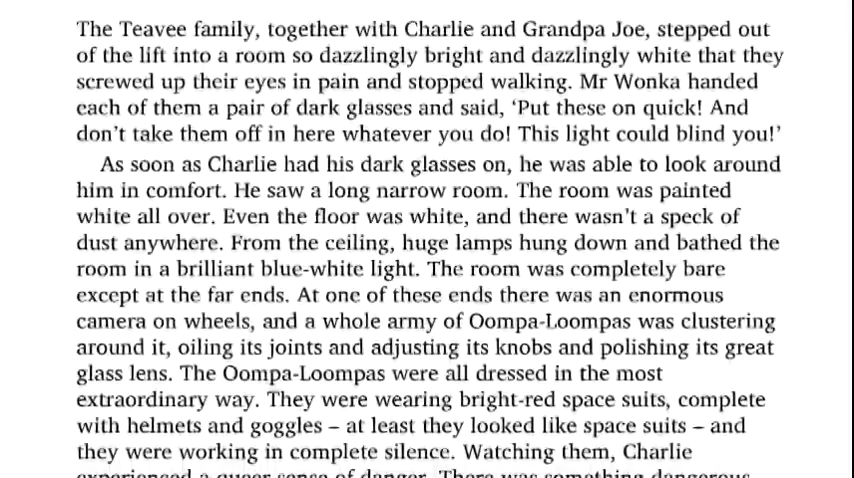 The Teavee family, together with Charlie and Grandpa Joe, stepped out
of the lift into a room so dazzlingly bright and dazzlingly white that they
screwed up their eyes in pain and stopped walking. Mr Wonka handed
each of them a pair of dark glasses and said, ‘Put these on quick! And
don’t take them off in here whatever you do! This light could blind you!’
As soon as Charlie had his dark glasses on, he was able to look around
him in comfort. He saw a long narrow room. The room was painted
white all over. Even the floor was white, and there wasn’t a speck of
dust anywhere. From the ceiling, huge lamps hung down and bathed the
room in a brilliant blue-white light. The room was completely bare
except at the far ends. At one of these ends there was an enormous
camera on wheels, and a whole army of Oompa-Loompas was clustering
around it, oiling its joints and adjusting its knobs and polishing its great
glass lens. The Oompa-Loompas were all dressed in the most
extraordinary way. They were wearing bright-red space suits, complete
with helmets and goggles – at least they looked like space suits – and
they were working in complete silence. Watching them, Charlie
experienced a queer sense of danger. There was something dangerous